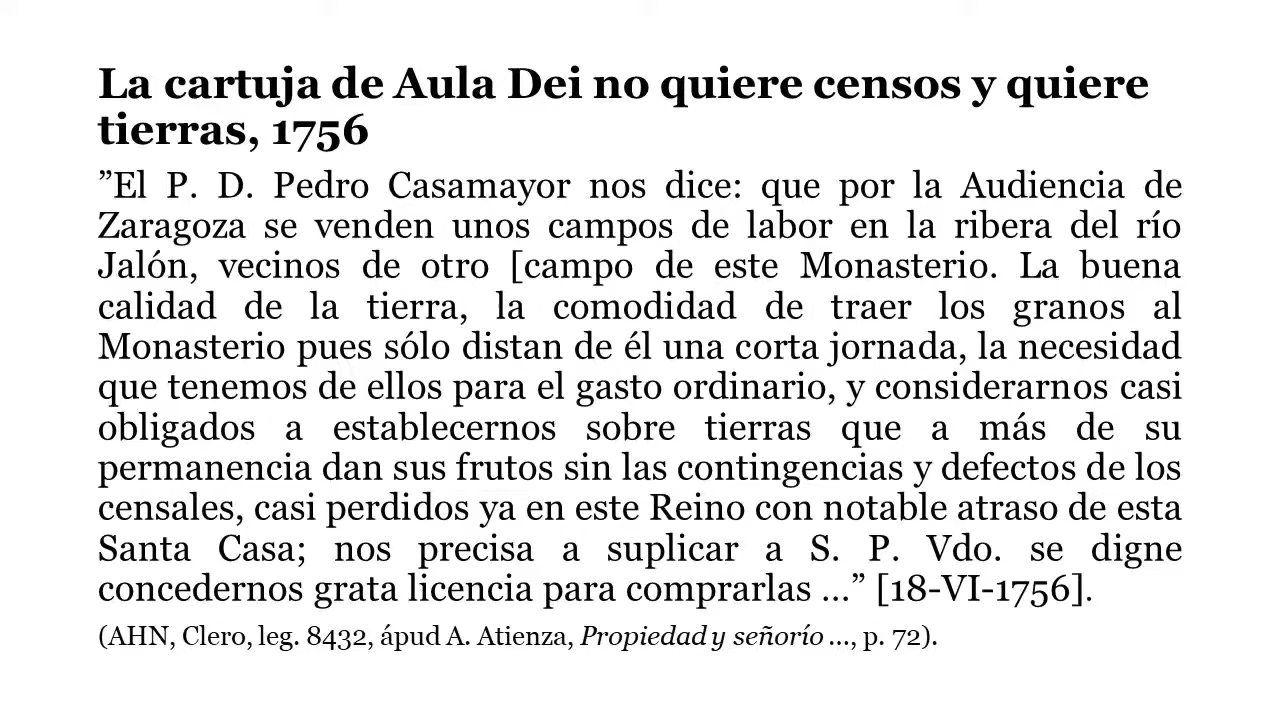 La cartuja de Aula Dei no quiere censos y quiere
tierras, 1756
”El P. D. Pedro Casamayor nos dice: que por la Audiencia de
Zaragoza se venden unos campos de labor en la ribera del río
Jalón, vecinos de otro [campo de este Monasterio. La buena
calidad de la tierra, la comodidad de traer los granos al
Monasterio pues sólo distan de él una corta jornada, la necesidad
que tenemos de ellos para el gasto ordinario, y considerarnos casi
obligados a establecernos sobre tierras que a más de su
permanencia dan sus frutos sin las contingencias y defectos de los
censales, casi perdidos ya en este Reino con notable atraso de esta
Santa Casa; nos precisa a suplicar a S. P. Vdo. se digne
concedernos grata licencia para comprarlas ...” [18-VI-1756].
(AHN, Clero, leg. 8432, ápud A. Atienza, Propiedad y señorío ..., p. 72).